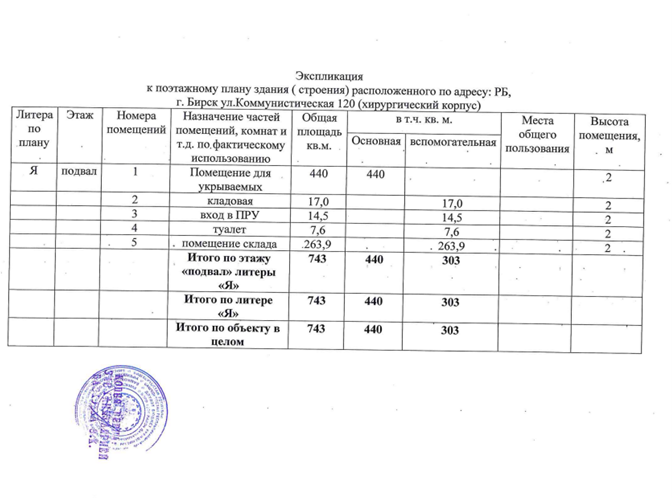 Экспликация
к поэтажному плану здания ( строения) расположенного по адресу: РБ,
г. Бирск ул.Коммунистическая 120 (хирургический корпус)
Литера по плану Этаж Номера помещений Назначение частей помещений, комнат и т.д. по фактическому использованию Общая площадь кв.м. в т.ч. кв. м. Места общего пользования Высота помещения, м
Основная вспомогательная
Я подвал 1 Помещение для укрываемых 440 440 2
2 кладовая 17,0 17,0 2
3 вход в ПРУ 14,5 14,5 2
4 туалет 7,6 7,6 2
5 помещение склада 263,9 263,9 2
Итого по этажу «подвал» литеры «Я» 743 440 303
Итого по литере «Я» 743 440 303
Итого по объекту в целом 743 440 303